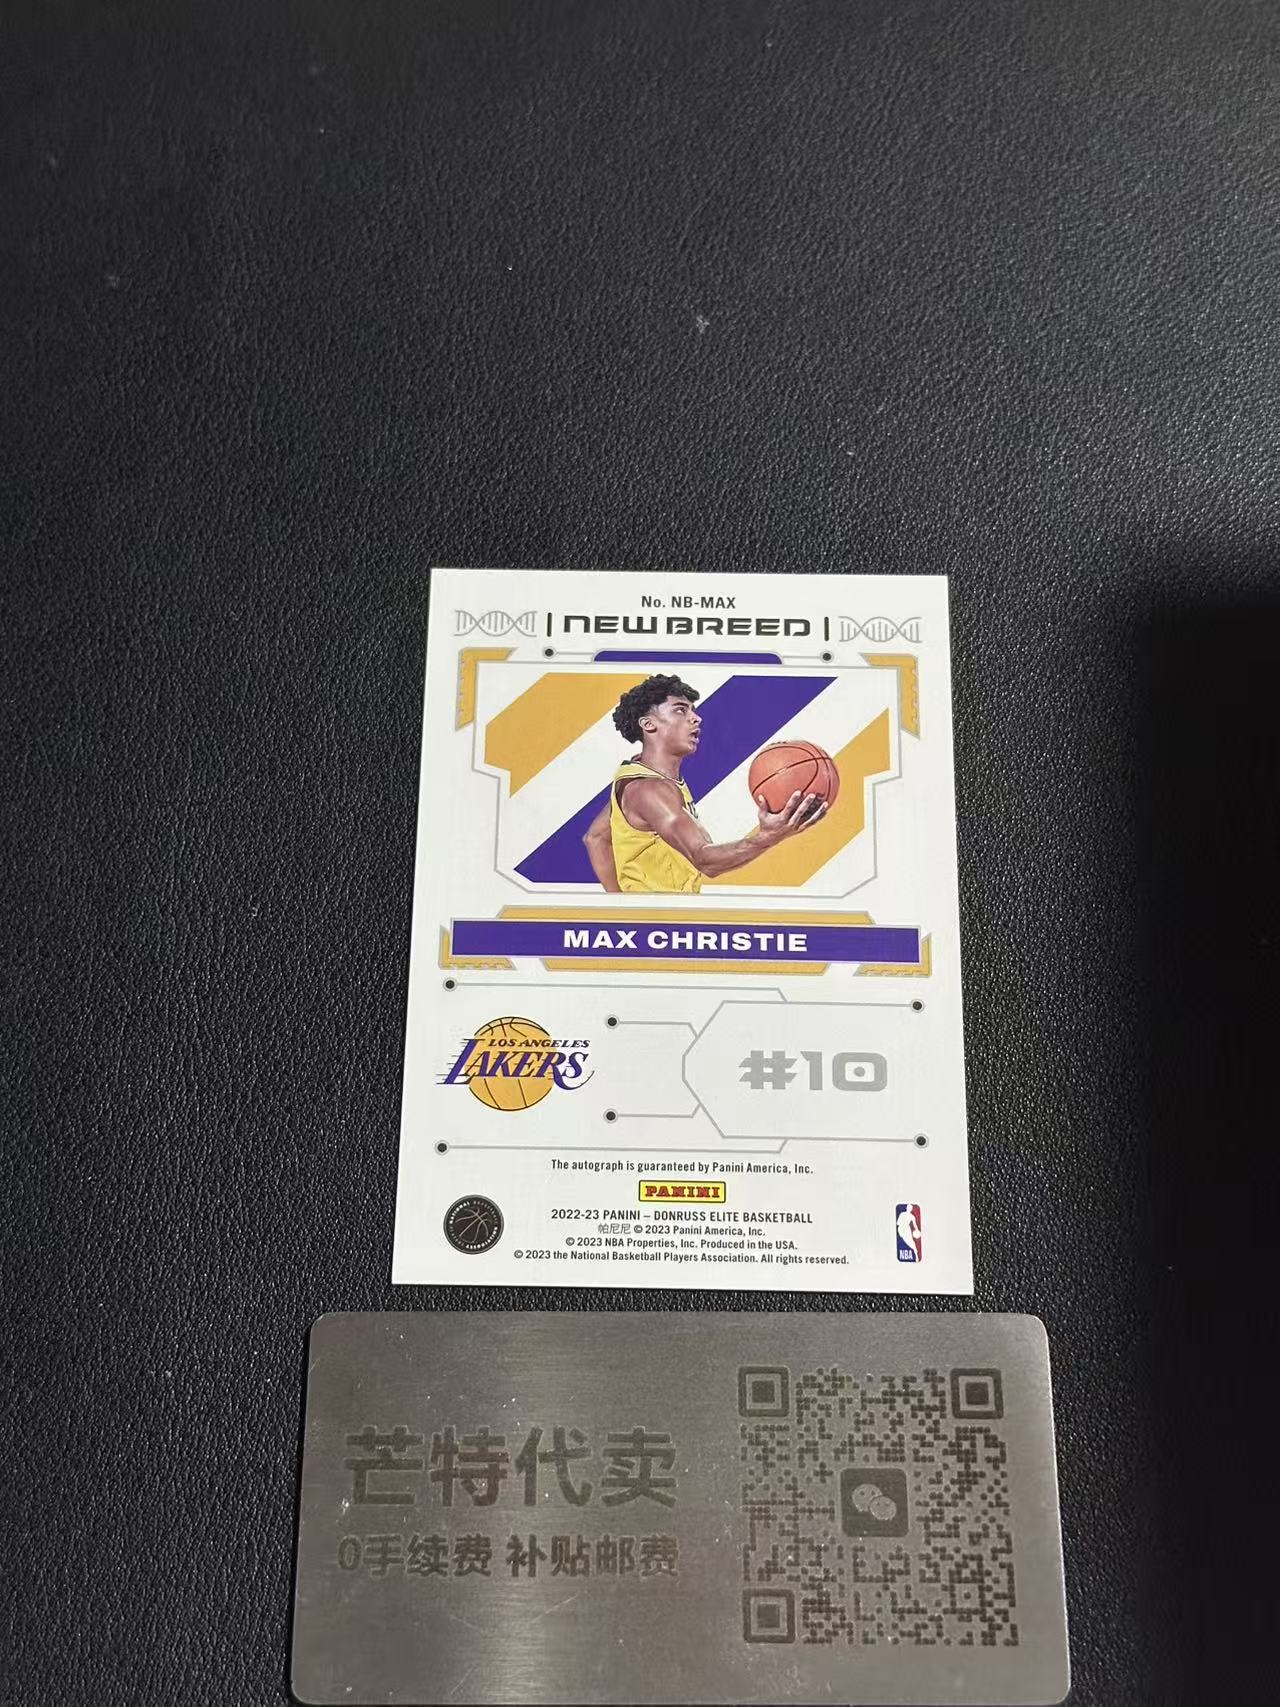 No. NB-MAX
NEW BREED
MAX CHRISTIE
LOS ANGELES
LAKERS
#10
The autograph is guaranteed by Panini America, Inc.
PANINI
2022-23 PANINI – DONRUSS ELITE BASKETBALL
帕尼尼 © 2023 Panini America, Inc.
© 2023 NBA Properties, Inc. Produced in the USA.
© 2023 the National Basketball Players Association. All rights reserved.
NBA
芒特代卖
0手续费 补贴邮费